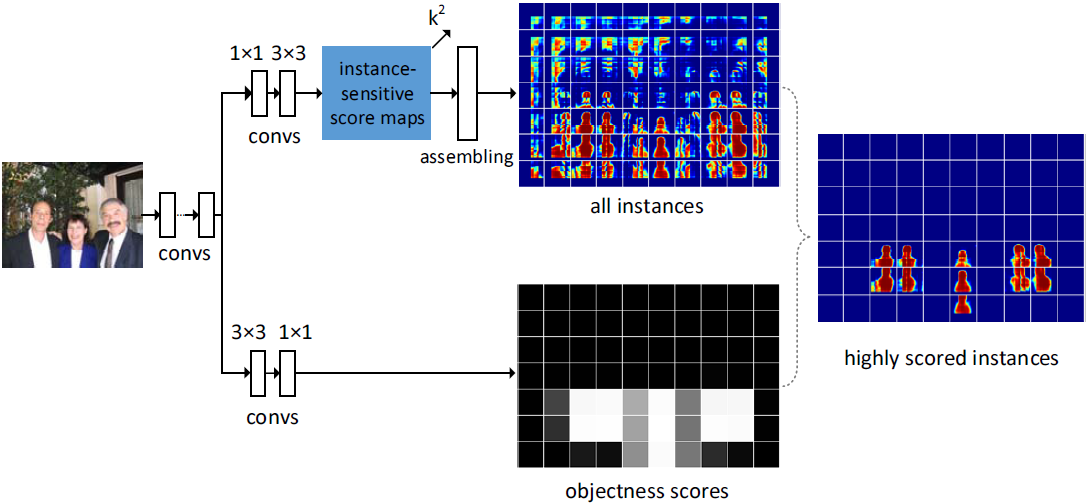 k2
1×1 3×3
instance-
sensitive
score maps
convs
assembling
all instances
convs
3×3 1×1
convs
highly scored instances
objectness scores